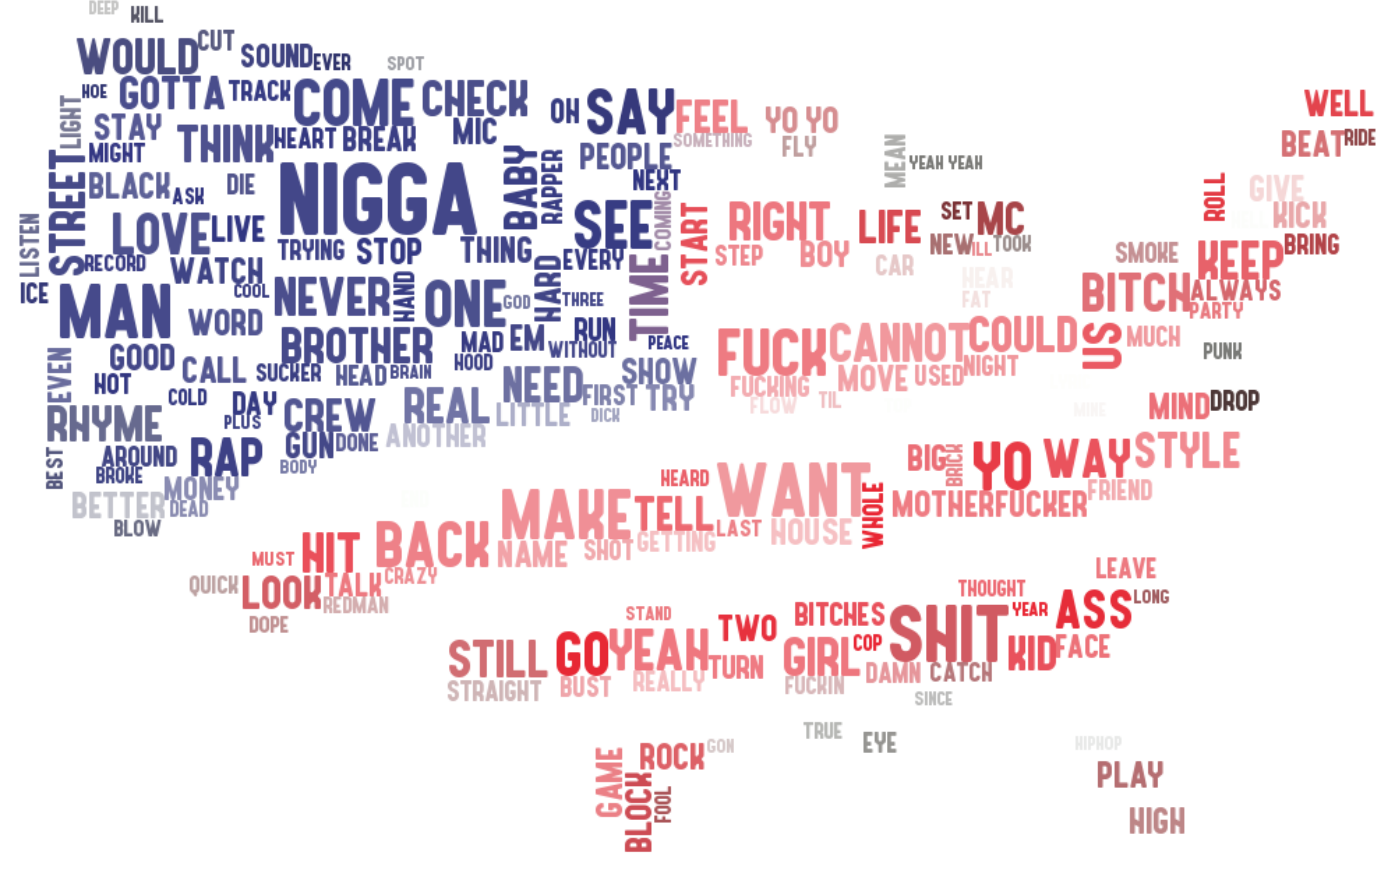 DEEP
KILL
WOULD
CUT
SOUND
EVER
SPOT
HOE
GOTTA
TRACK
COME
CHECK
OH
SAY
FEEL
YO YO
WELL
LIGHT
STAY
THINK
HEART
BREAK
MIC
SOMETHING
FLY
BEAT
RIDE
MIGHT
PEOPLE
MEAN
YEAH YEAH
STREET
BLACK
ASK
DIE
NIGGA
BABY
RAPPER
NEXT
ROLL
GIVE
LISTEN
LOVE
LIVE
SEE
COMING
START
RIGHT
LIFE
SET
MC
KICK
TRYING
STOP
THING
STEP
BOY
NEW
ILL
TOOK
SMOKE
KEEP
BRING
RECORD
WATCH
HARD
EVERY
TIME
CAR
HEAR
ICE
MAN
COOL
NEVER
HAND
ONE
GOD
THREE
FAT
BITCH
ALWAYS
PARTY
WORD
BROTHER
MAD
EM
RUN
WITHOUT
PEACE
FUCK
CANNOT
COULD
US
MUCH
PUNK
EVEN
GOOD
CALL
SUCKER
HEAD
BRAIN
HOOD
NEED
SHOW
FUCKING
MOVE
USED
NIGHT
HOT
COLD
DAY
PLUS
CREW
REAL
LITTLE
FIRST
TRY
DICK
FLOW
TIL
MINE
MIND
DROP
RHYME
GUN
DONE
ANOTHER
BEST
AROUND
BROKE
RAP
BODY
BIG
BRICK
YO
WAY
STYLE
BETTER
MONEY
DEAD
HEARD
WANT
WHOLE
MOTHERFUCKER
FRIEND
BLOW
MAKE
TELL
LAST
HOUSE
MUST
HIT
BACK
NAME
SHOT
GETTING
QUICK
LOOK
TALK
CRAZY
REDMAN
LEAVE
DOPE
THOUGHT
STAND
TWO
BITCHES
SHIT
YEAR
ASS
LONG
STILL
GO
YEAH
TURN
GIRL
COP
KID
FACE
STRAIGHT
BUST
REALLY
FUCKIN
DAMN
CATCH
SINCE
TRUE
EYE
GAME
ROCK
GON
HIPHOP
BLOCK
FOOL
PLAY
HIGH